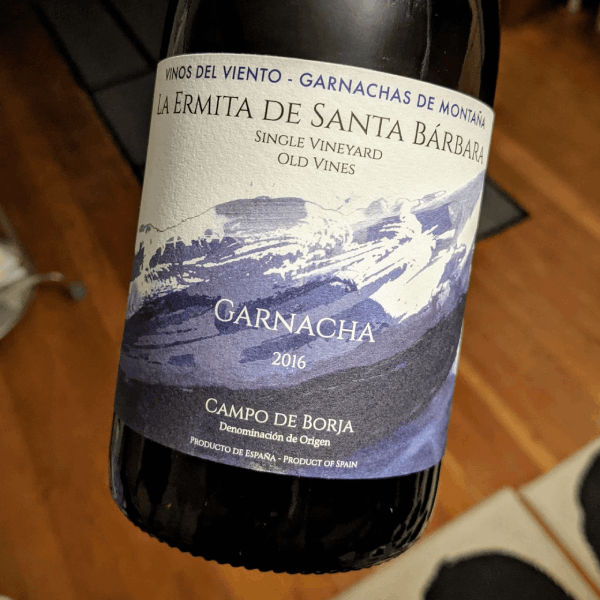 VINOS DEL VIENTO - GARNACHAS DE MONTAÑA
LA ERMITA DE SANTA BÁRBARA
SINGLE VINEYARD
OLD VINES
GARNACHA
2016
CAMPO DE BORJA
Denominación de Origen
PRODUCTO DE ESPAÑA - PRODUCT OF SPAIN